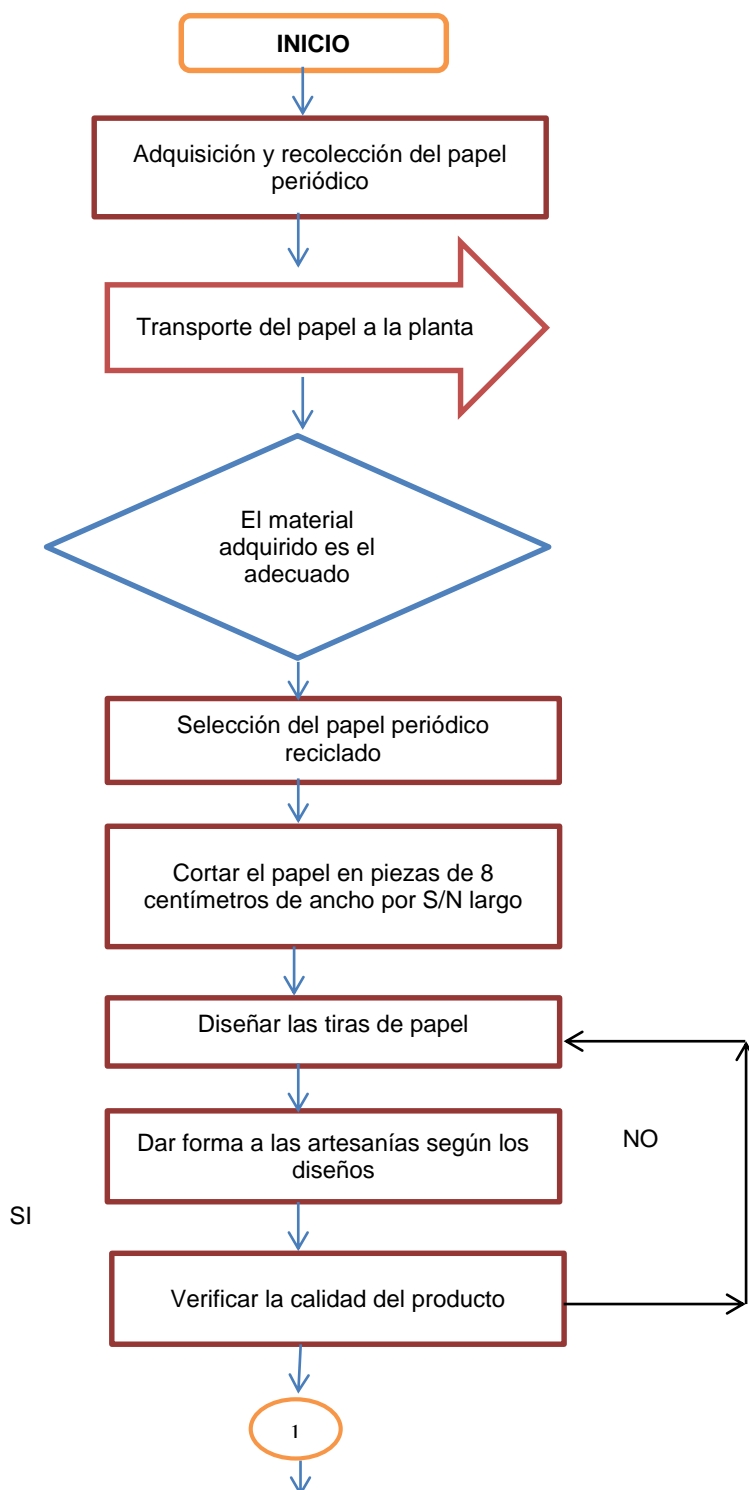 INICIO
Adquisición y recolección del papel
periódico
Transporte del papel a la planta
El material
adquirido es el
adecuado
Selección del papel periódico
reciclado
Cortar el papel en piezas de 8
centímetros de ancho por S/N largo
Diseñar las tiras de papel
Dar forma a las artesanías según los
diseños
NO
SI
Verificar la calidad del producto
1